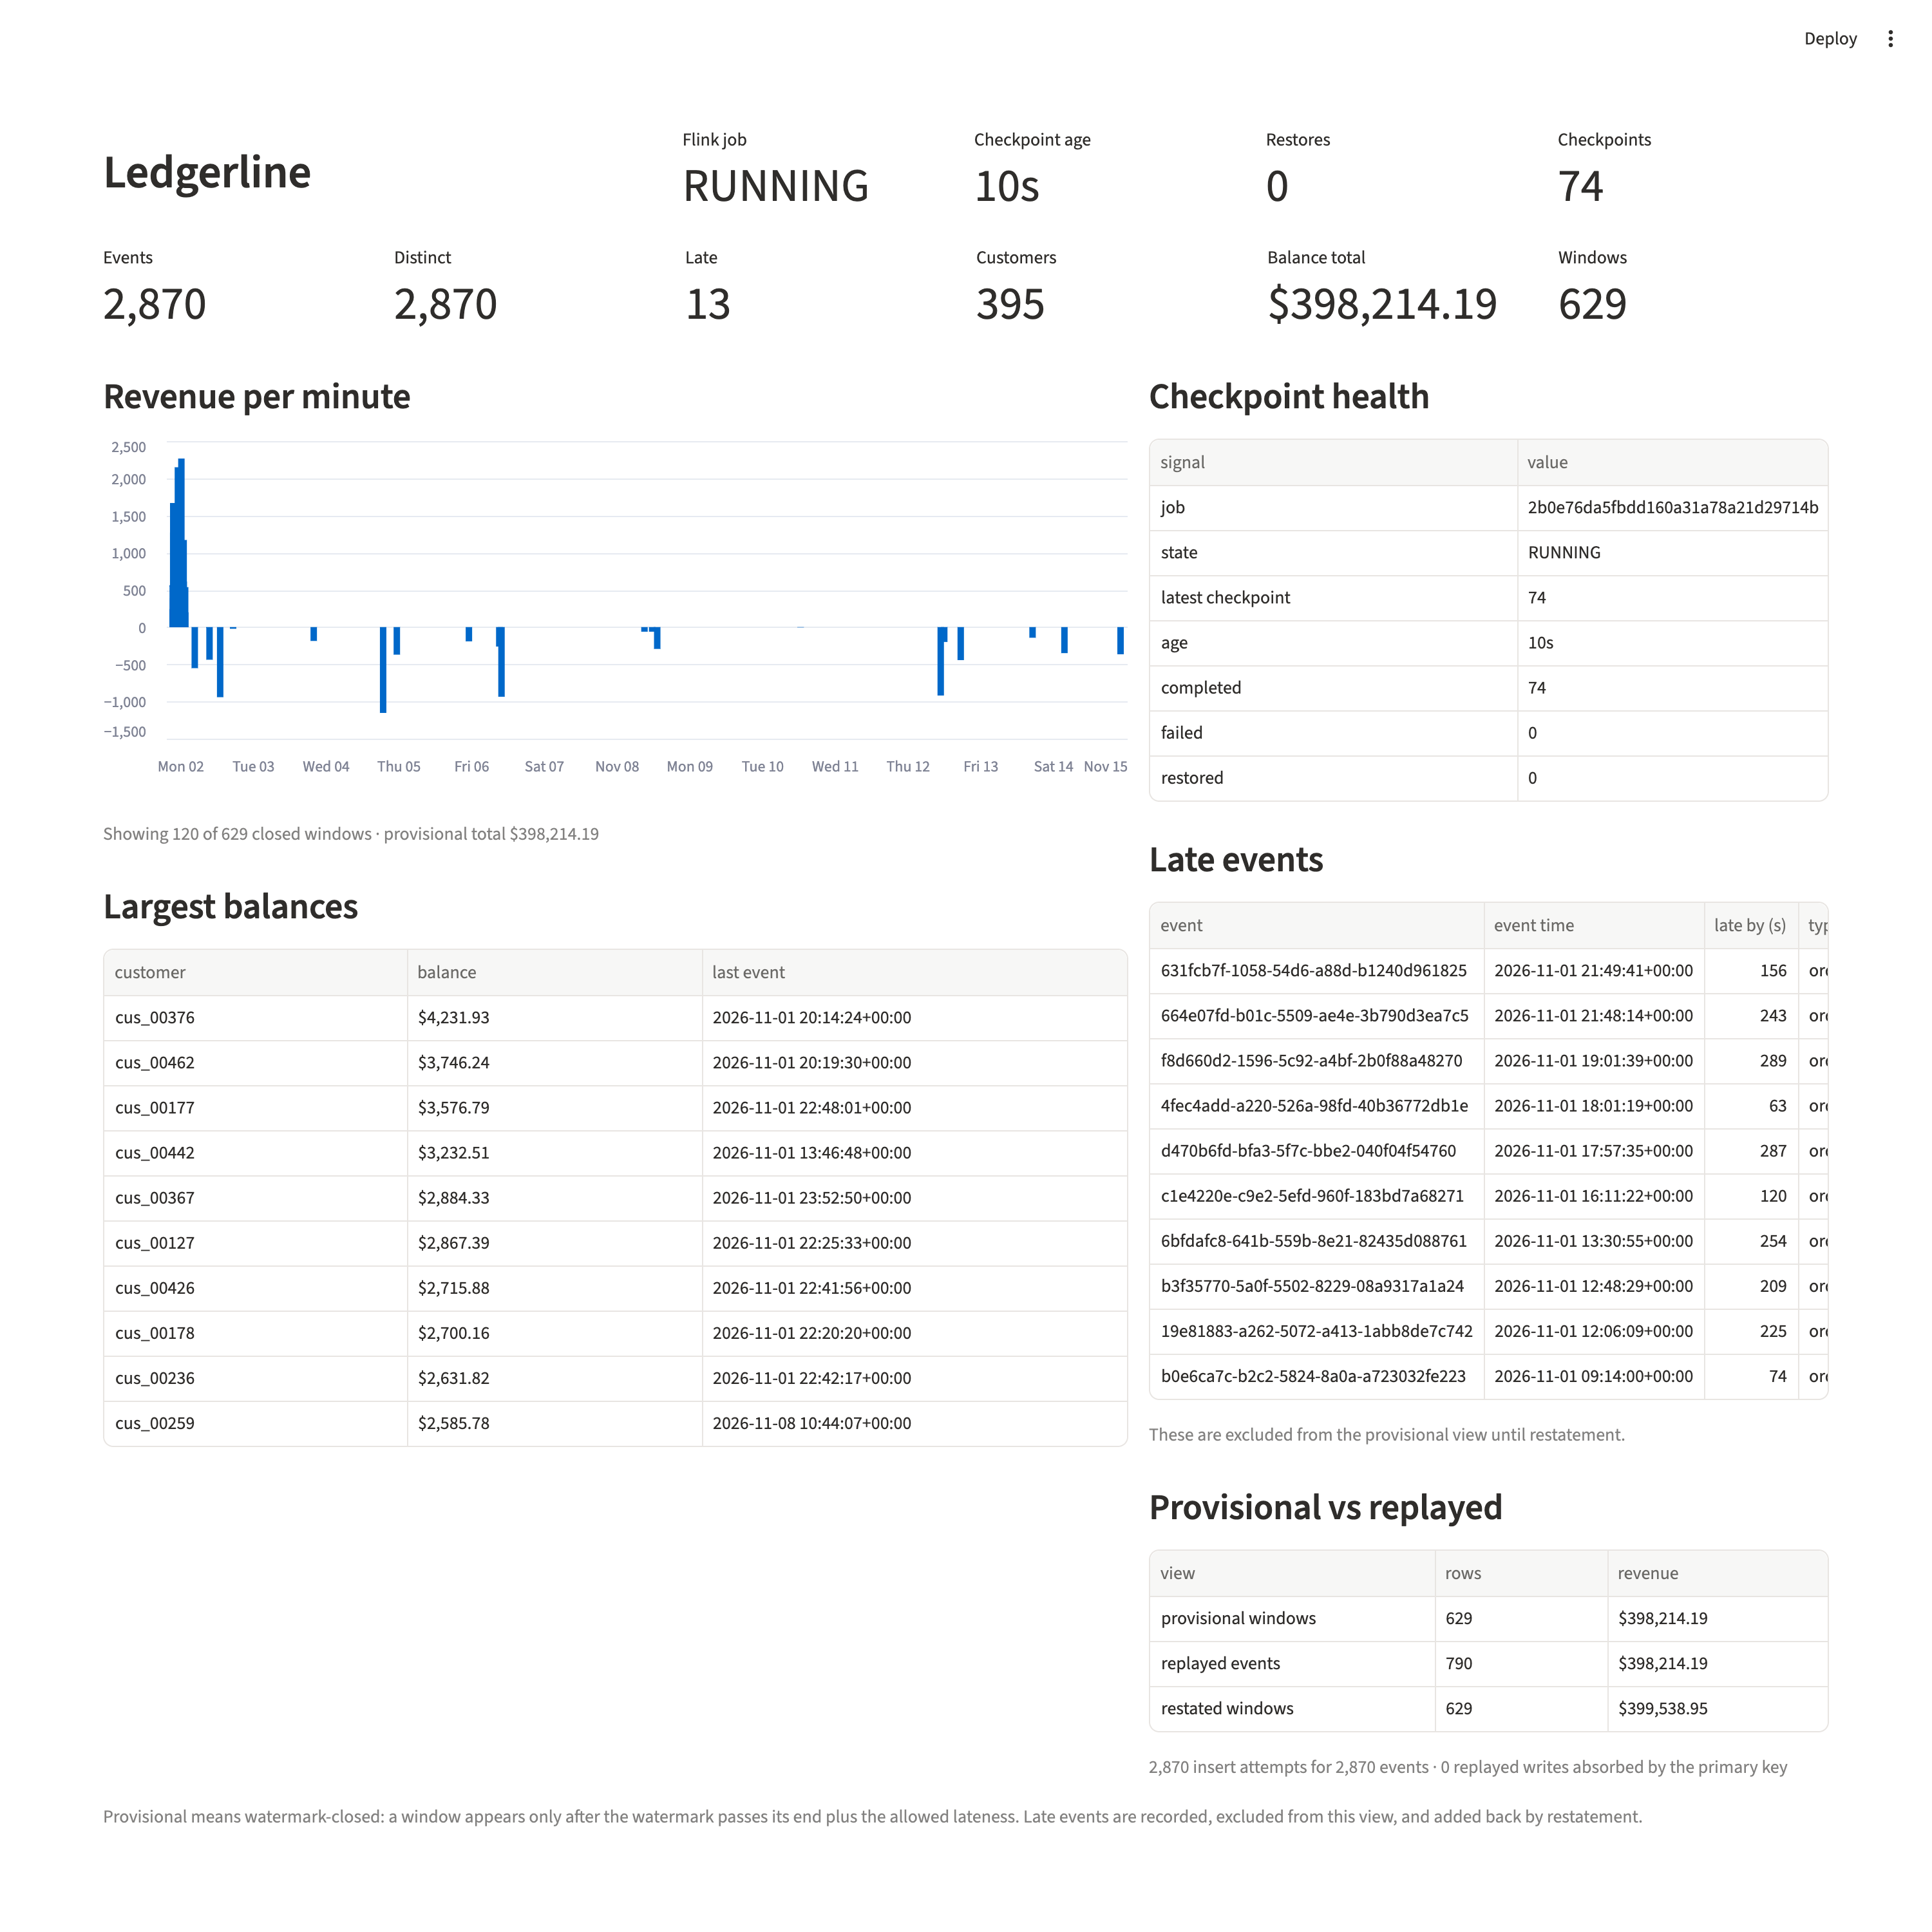 Deploy
Ledgerline
Flink job
RUNNING
Checkpoint age
10s
Restores
0
Checkpoints
74
Events
2,870
Distinct
2,870
Late
13
Customers
395
Balance total
$398,214.19
Windows
629
Revenue per minute
2,500
2,000
1,500
1,000
500
0
−500
−1,000
−1,500
Mon 02 Tue 03 Wed 04 Thu 05 Fri 06 Sat 07 Nov 08 Mon 09 Tue 10 Wed 11 Thu 12 Fri 13 Sat 14 Nov 15
Showing 120 of 629 closed windows · provisional total $398,214.19
Largest balances
customer balance last event
cus_00376 $4,231.93 2026-11-01 20:14:24+00:00
cus_00462 $3,746.24 2026-11-01 20:19:30+00:00
cus_00177 $3,576.79 2026-11-01 22:48:01+00:00
cus_00442 $3,232.51 2026-11-01 13:46:48+00:00
cus_00367 $2,884.33 2026-11-01 23:52:50+00:00
cus_00127 $2,867.39 2026-11-01 22:25:33+00:00
cus_00426 $2,715.88 2026-11-01 22:41:56+00:00
cus_00178 $2,700.16 2026-11-01 22:20:20+00:00
cus_00236 $2,631.82 2026-11-01 22:42:17+00:00
cus_00259 $2,585.78 2026-11-08 10:44:07+00:00
Checkpoint health
signal value
job 2b0e76da5fbdd160a31a78a21d29714b
state RUNNING
latest checkpoint 74
age 10s
completed 74
failed 0
restored 0
Late events
event event time late by (s)
631fcb7f-1058-54d6-a88d-b1240d961825 2026-11-01 21:49:41+00:00 156
664e07fd-b01c-5509-ae4e-3b790d3ea7c5 2026-11-01 21:48:14+00:00 243
f8d660d2-1596-5c92-a4bf-2b0f88a48270 2026-11-01 19:01:39+00:00 289
4fec4add-a220-526a-98fd-40b36772db1e 2026-11-01 18:01:19+00:00 63
d470b6fd-bfa3-5f7c-bbe2-040f04f54760 2026-11-01 17:57:35+00:00 287
c1e4220e-c9e2-5efd-960f-183bd7a68271 2026-11-01 16:11:22+00:00 120
6bfdafc8-641b-559b-8e21-82435d088761 2026-11-01 13:30:55+00:00 254
b3f35770-5a0f-5502-8229-08a9317a1a24 2026-11-01 12:48:29+00:00 209
19e81883-a262-5072-a413-1abb8de7c742 2026-11-01 12:06:09+00:00 225
b0e6ca7c-b2c2-5824-8a0a-a723032fe223 2026-11-01 09:14:00+00:00 74
These are excluded from the provisional view until restatement.
Provisional vs replayed
view rows revenue
provisional windows 629 $398,214.19
replayed events 790 $398,214.19
restated windows 629 $399,538.95
2,870 insert attempts for 2,870 events · 0 replayed writes absorbed by the primary key
Provisional means watermark-closed: a window appears only after the watermark passes its end plus the allowed lateness. Late events are recorded, excluded from this view, and added back by restatement.